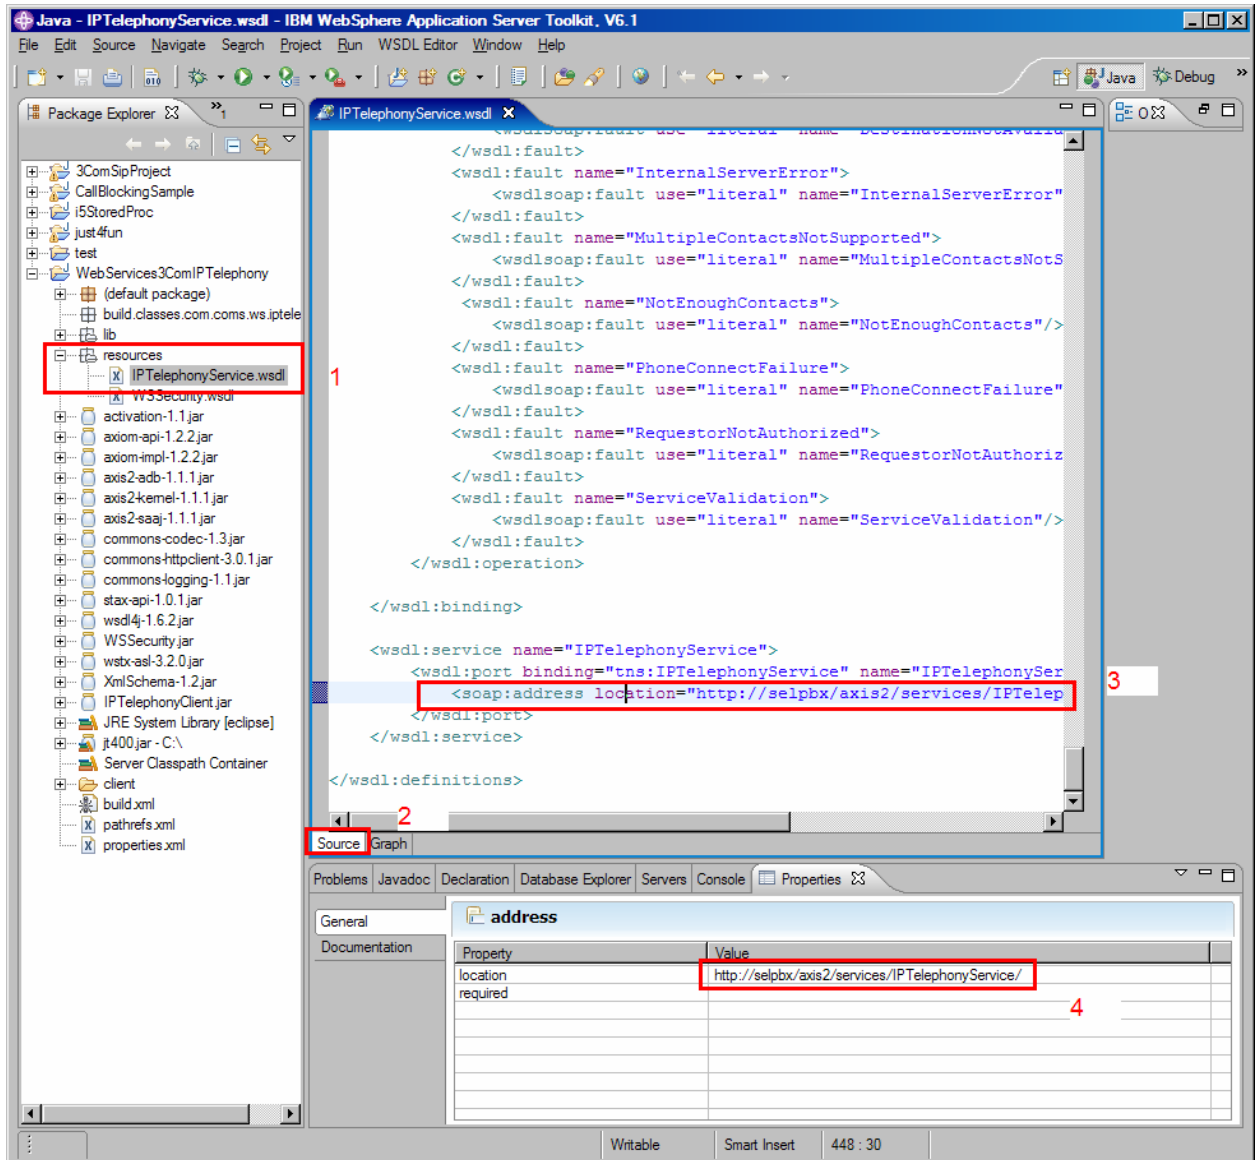 Java - IPTelephonyService.wsdl - IBM WebSphere Application Server Toolkit, V6.1
File Edit Source Navigate Search Project Run WSDL Editor Window Help
Java Debug »
Package Explorer »1
IPTelephonyService.wsdl
O
3ComSipProject
CallBlockingSample
i5StoredProc
just4fun
test
WebServices3ComIPTelephony
(default package)
build.classes.com.coms.ws.iptele
lib
resources
IPTelephonyService.wsdl
WSSecurity.wsdl
activation-1.1.jar
axiom-api-1.2.2.jar
axiom-impl-1.2.2.jar
axis2-adb-1.1.1.jar
axis2-kernel-1.1.1.jar
axis2-saaj-1.1.1.jar
commons-codec-1.3.jar
commons-httpclient-3.0.1.jar
commons-logging-1.1.jar
stax-api-1.0.1.jar
wsdl4j-1.6.2.jar
WSSecurity.jar
wstx-asl-3.2.0.jar
XmlSchema-1.2.jar
IPTelephonyClient.jar
JRE System Library [eclipse]
jt400.jar - C:\
Server Classpath Container
client
build.xml
pathrefs.xml
properties.xml
1
<wsdlsoap:fault use="literal" name="DestinationNotAvaila
</wsdl:fault>
<wsdl:fault name="InternalServerError">
<wsdlsoap:fault use="literal" name="InternalServerError"
</wsdl:fault>
<wsdl:fault name="MultipleContactsNotSupported">
<wsdlsoap:fault use="literal" name="MultipleContactsNotS
</wsdl:fault>
<wsdl:fault name="NotEnoughContacts">
<wsdlsoap:fault use="literal" name="NotEnoughContacts"/>
</wsdl:fault>
<wsdl:fault name="PhoneConnectFailure">
<wsdlsoap:fault use="literal" name="PhoneConnectFailure"
</wsdl:fault>
<wsdl:fault name="RequestorNotAuthorized">
<wsdlsoap:fault use="literal" name="RequestorNotAuthoriz
</wsdl:fault>
<wsdl:fault name="ServiceValidation">
<wsdlsoap:fault use="literal" name="ServiceValidation"/>
</wsdl:fault>
</wsdl:operation>
</wsdl:binding>
<wsdl:service name="IPTelephonyService">
<wsdl:port binding="tns:IPTelephonyService" name="IPTelephonySer
<soap:address location="http://selpbx/axis2/services/IPTelep
3
</wsdl:port>
</wsdl:service>
</wsdl:definitions>
2
Source Graph
Problems Javadoc Declaration Database Explorer Servers Console Properties
General
Documentation
address
Property Value
location http://selpbx/axis2/services/IPTelephonyService/
required
4
Writable Smart Insert 448 : 30